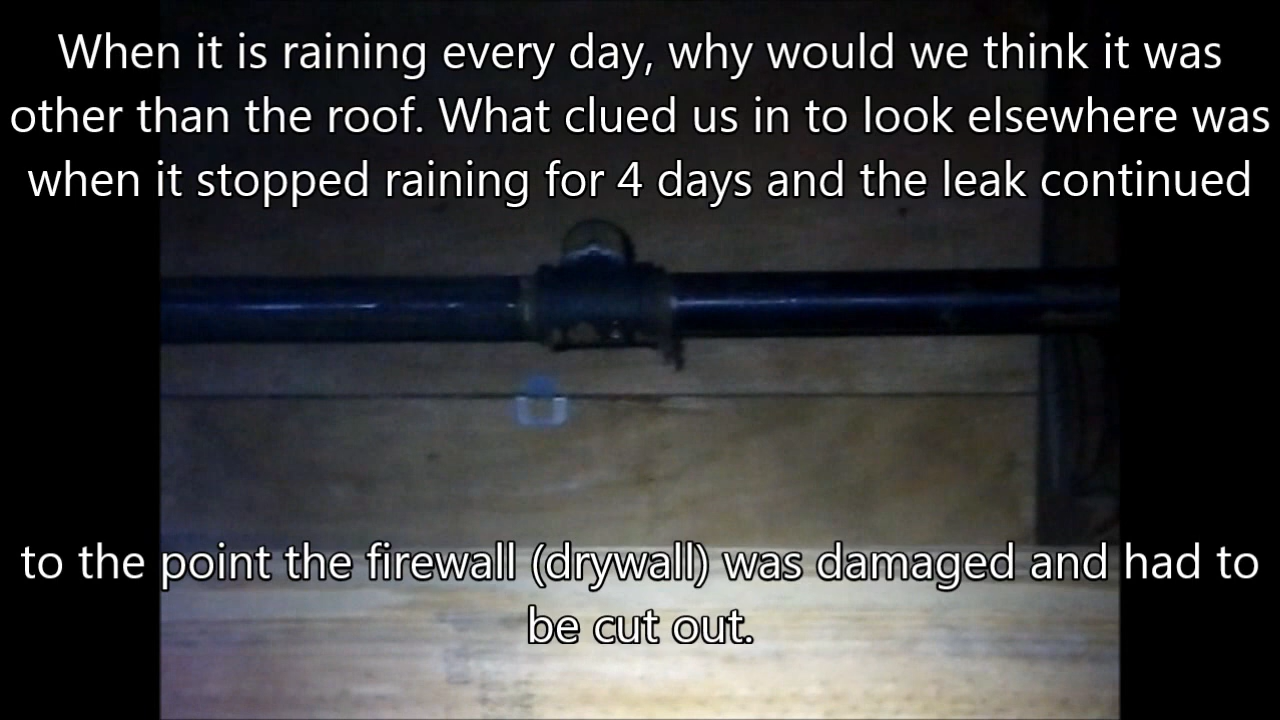 When it is raining every day, why would we think it was
other than the roof. What clued us in to look elsewhere was
when it stopped raining for 4 days and the leak continued
to the point the firewall (drywall) was damaged and had to
be cut out.